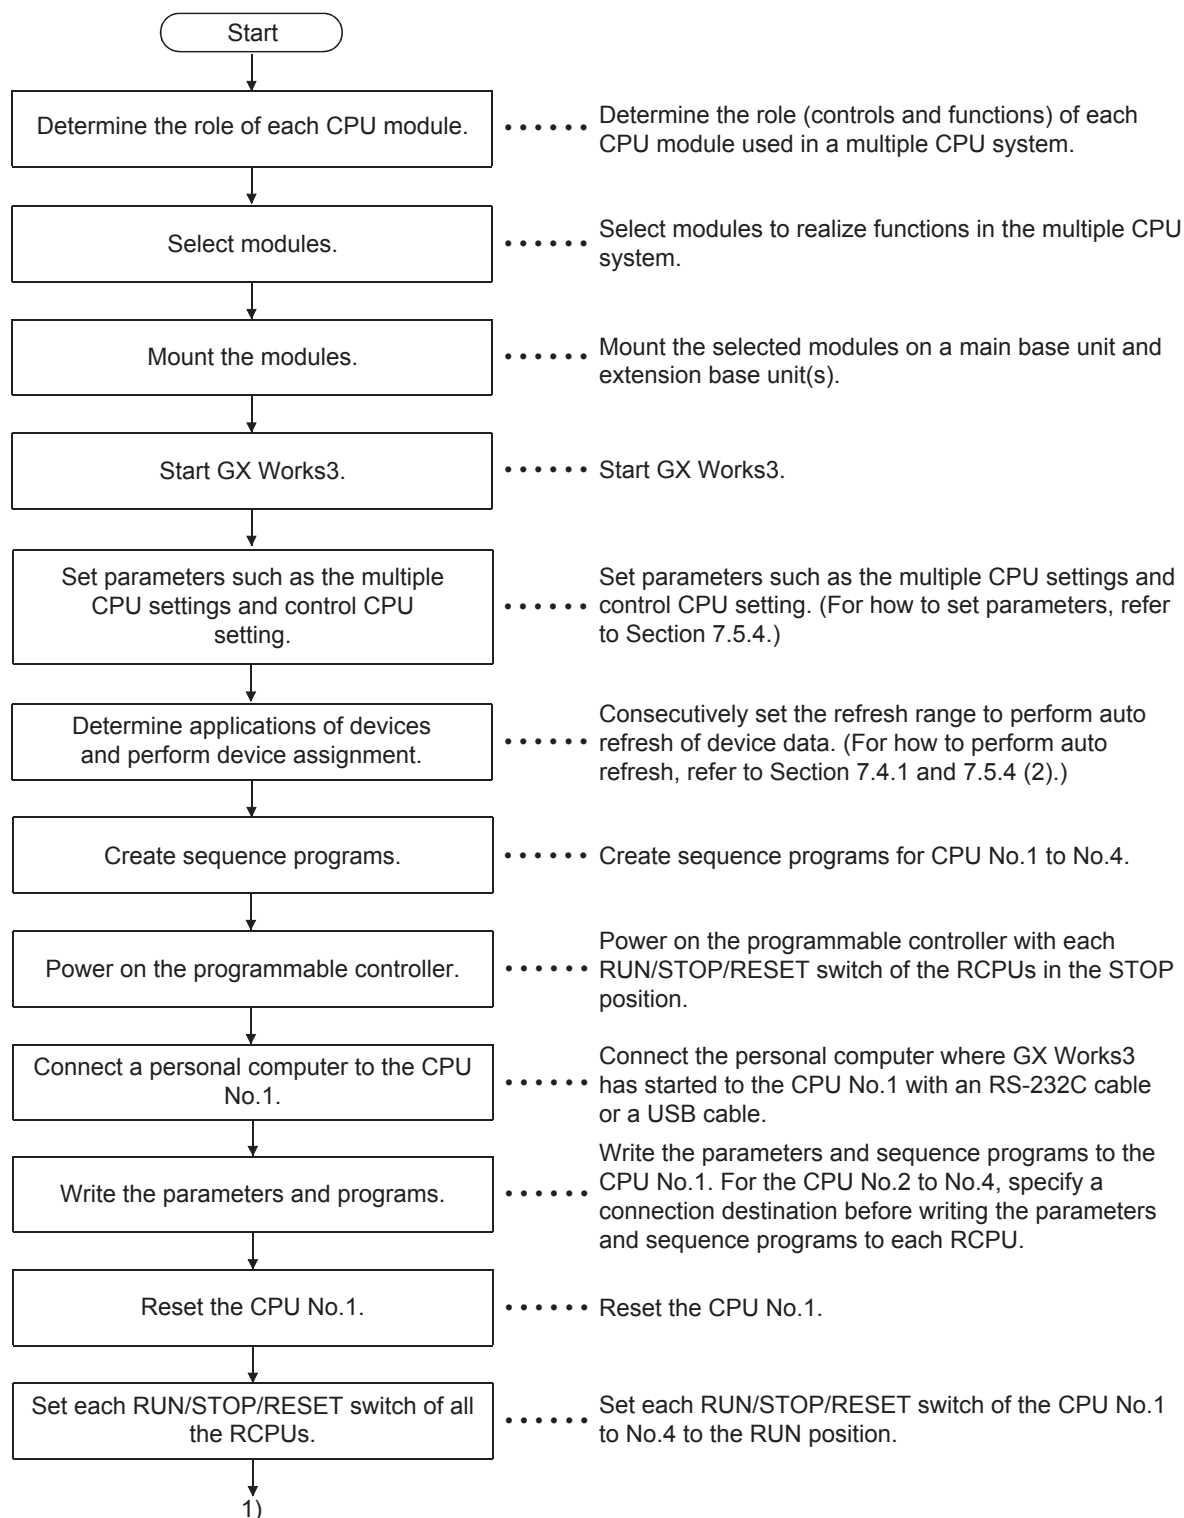 Start
Determine the role of each CPU module.
•••••• Determine the role (controls and functions) of each
CPU module used in a multiple CPU system.
Select modules.
•••••• Select modules to realize functions in the multiple CPU
system.
Mount the modules.
•••••• Mount the selected modules on a main base unit and
extension base unit(s).
Start GX Works3.
•••••• Start GX Works3.
Set parameters such as the multiple
CPU settings and control CPU
setting.
Set parameters such as the multiple CPU settings and
•••••• control CPU setting. (For how to set parameters, refer
to Section 7.5.4.)
Determine applications of devices
and perform device assignment.
Consecutively set the refresh range to perform auto
•••••• refresh of device data. (For how to perform auto
refresh, refer to Section 7.4.1 and 7.5.4 (2).)
Create sequence programs.
•••••• Create sequence programs for CPU No.1 to No.4.
Power on the programmable controller.
Power on the programmable controller with each
•••••• RUN/STOP/RESET switch of the RCPUs in the STOP
position.
Connect a personal computer to the CPU
No.1.
Connect the personal computer where GX Works3
•••••• has started to the CPU No.1 with an RS-232C cable
or a USB cable.
Write the parameters and programs.
Write the parameters and sequence programs to the
CPU No.1. For the CPU No.2 to No.4, specify a
•••••• connection destination before writing the parameters
and sequence programs to each RCPU.
Reset the CPU No.1.
•••••• Reset the CPU No.1.
Set each RUN/STOP/RESET switch of all
the RCPUs.
•••••• Set each RUN/STOP/RESET switch of the CPU No.1
to No.4 to the RUN position.
1)